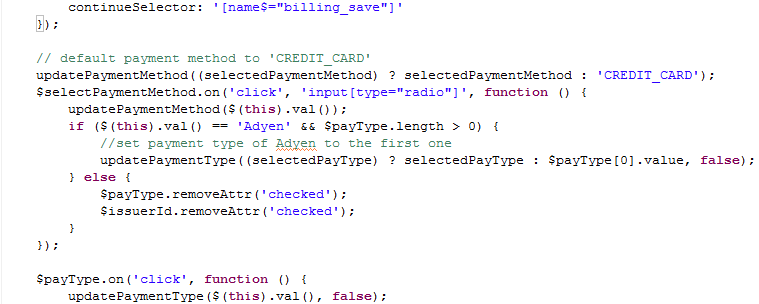 continueSelector: '[name$="billing_save"]'
});
// default payment method to 'CREDIT_CARD'
updatePaymentMethod((selectedPaymentMethod) ? selectedPaymentMethod : 'CREDIT_CARD');
$selectPaymentMethod.on('click', 'input[type="radio"]', function () {
updatePaymentMethod($(this).val());
if ($(this).val() == 'Adyen' && $payType.length > 0) {
//set payment type of Adyen to the first one
updatePaymentType((selectedPayType) ? selectedPayType : $payType[0].value, false);
} else {
$payType.removeAttr('checked');
$issuerId.removeAttr('checked');
}
});
$payType.on('click', function () {
updatePaymentType($(this).val(), false);